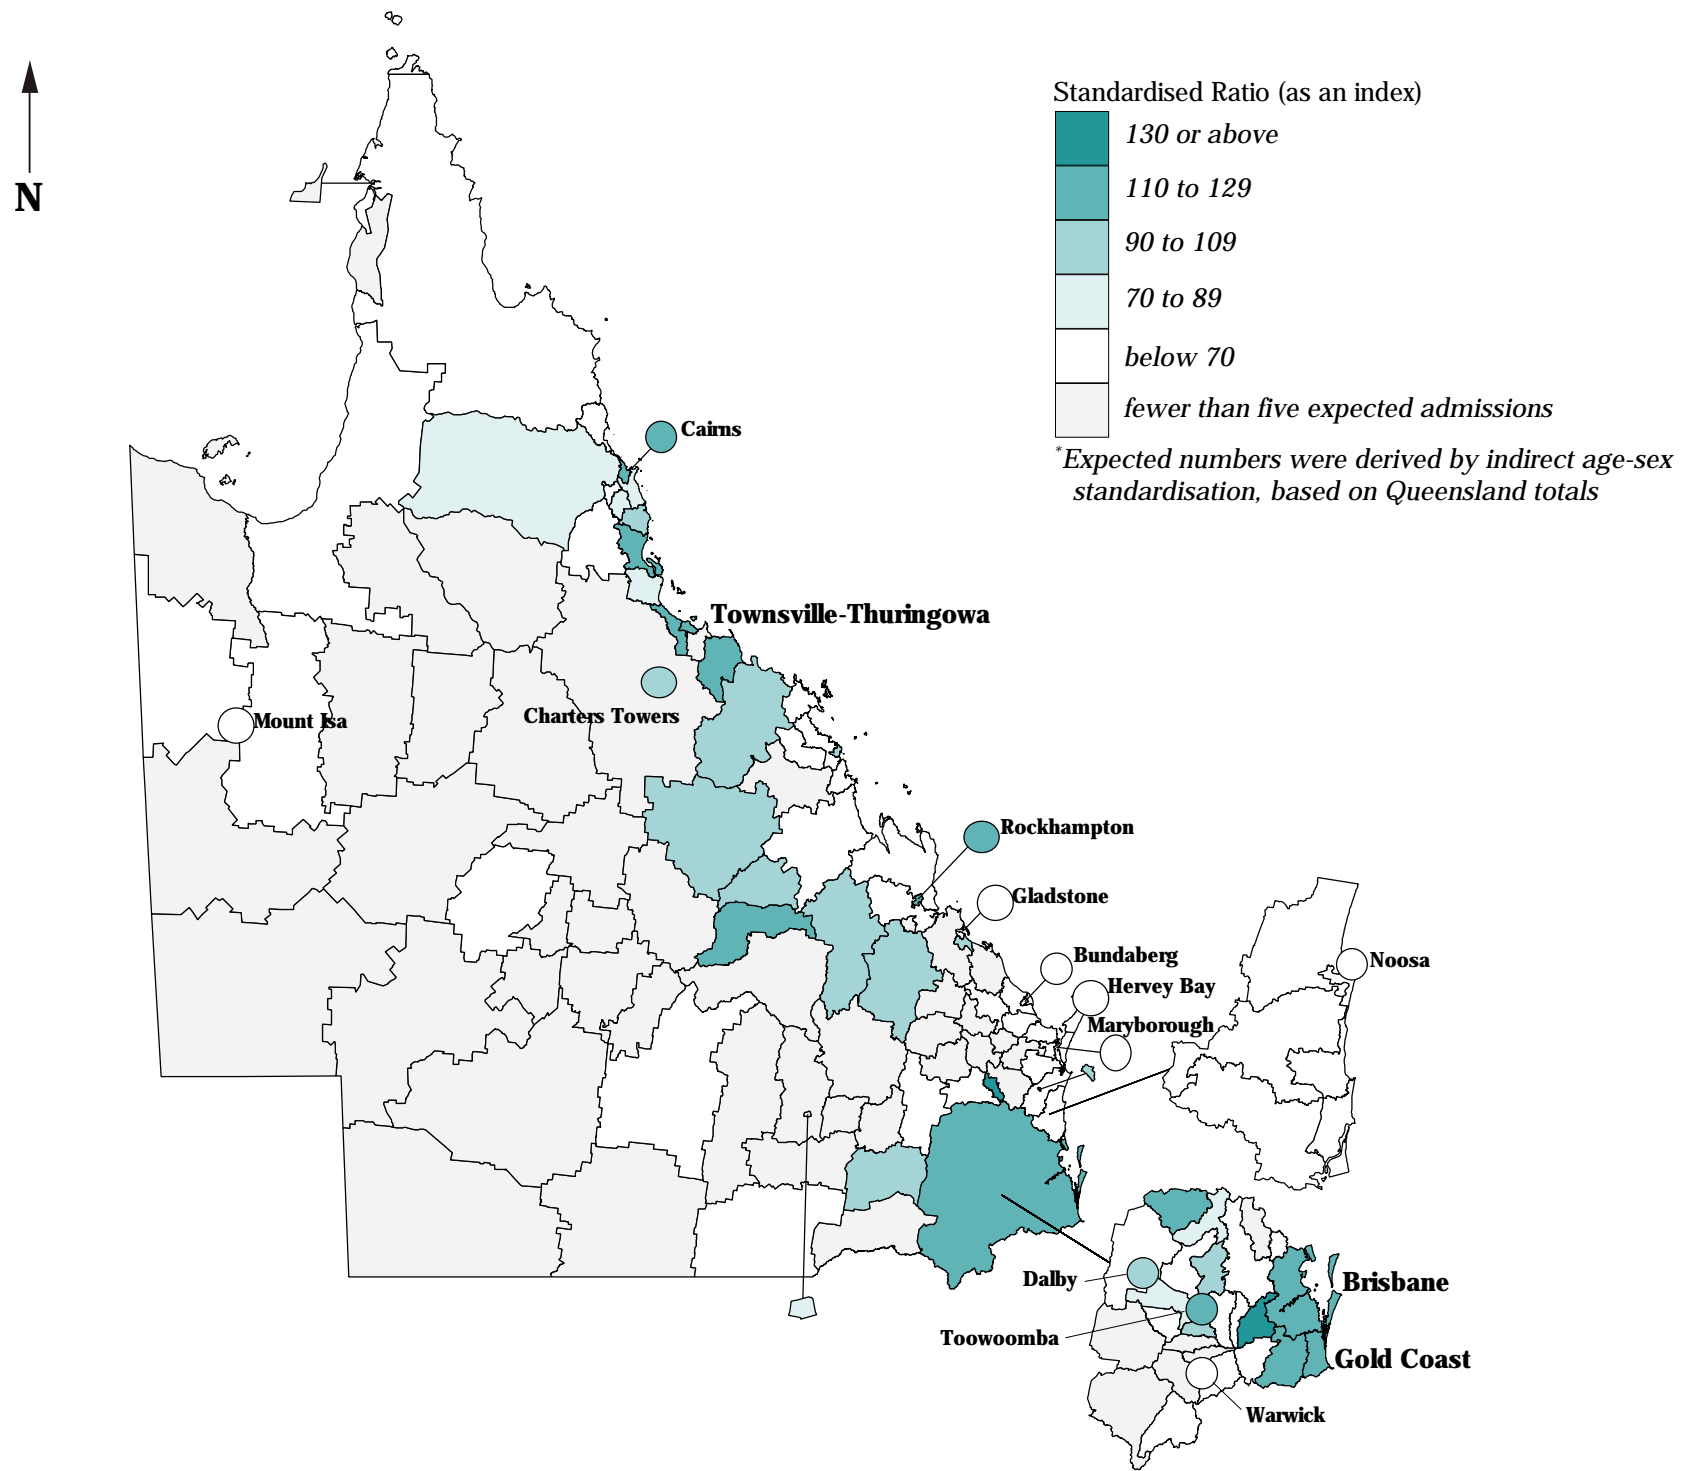 Standardised Ratio (as an index)
130 or above
110 to 129
90 to 109
70 to 89
below 70
fewer than five expected admissions
*Expected numbers were derived by indirect age-sex
standardisation, based on Queensland totals
N
Cairns
Townsville-Thuringowa
Charters Towers
Mount Isa
Rockhampton
Gladstone
Bundaberg
Noosa
Hervey Bay
Maryborough
Dalby
Brisbane
Toowoomba
Gold Coast
Warwick